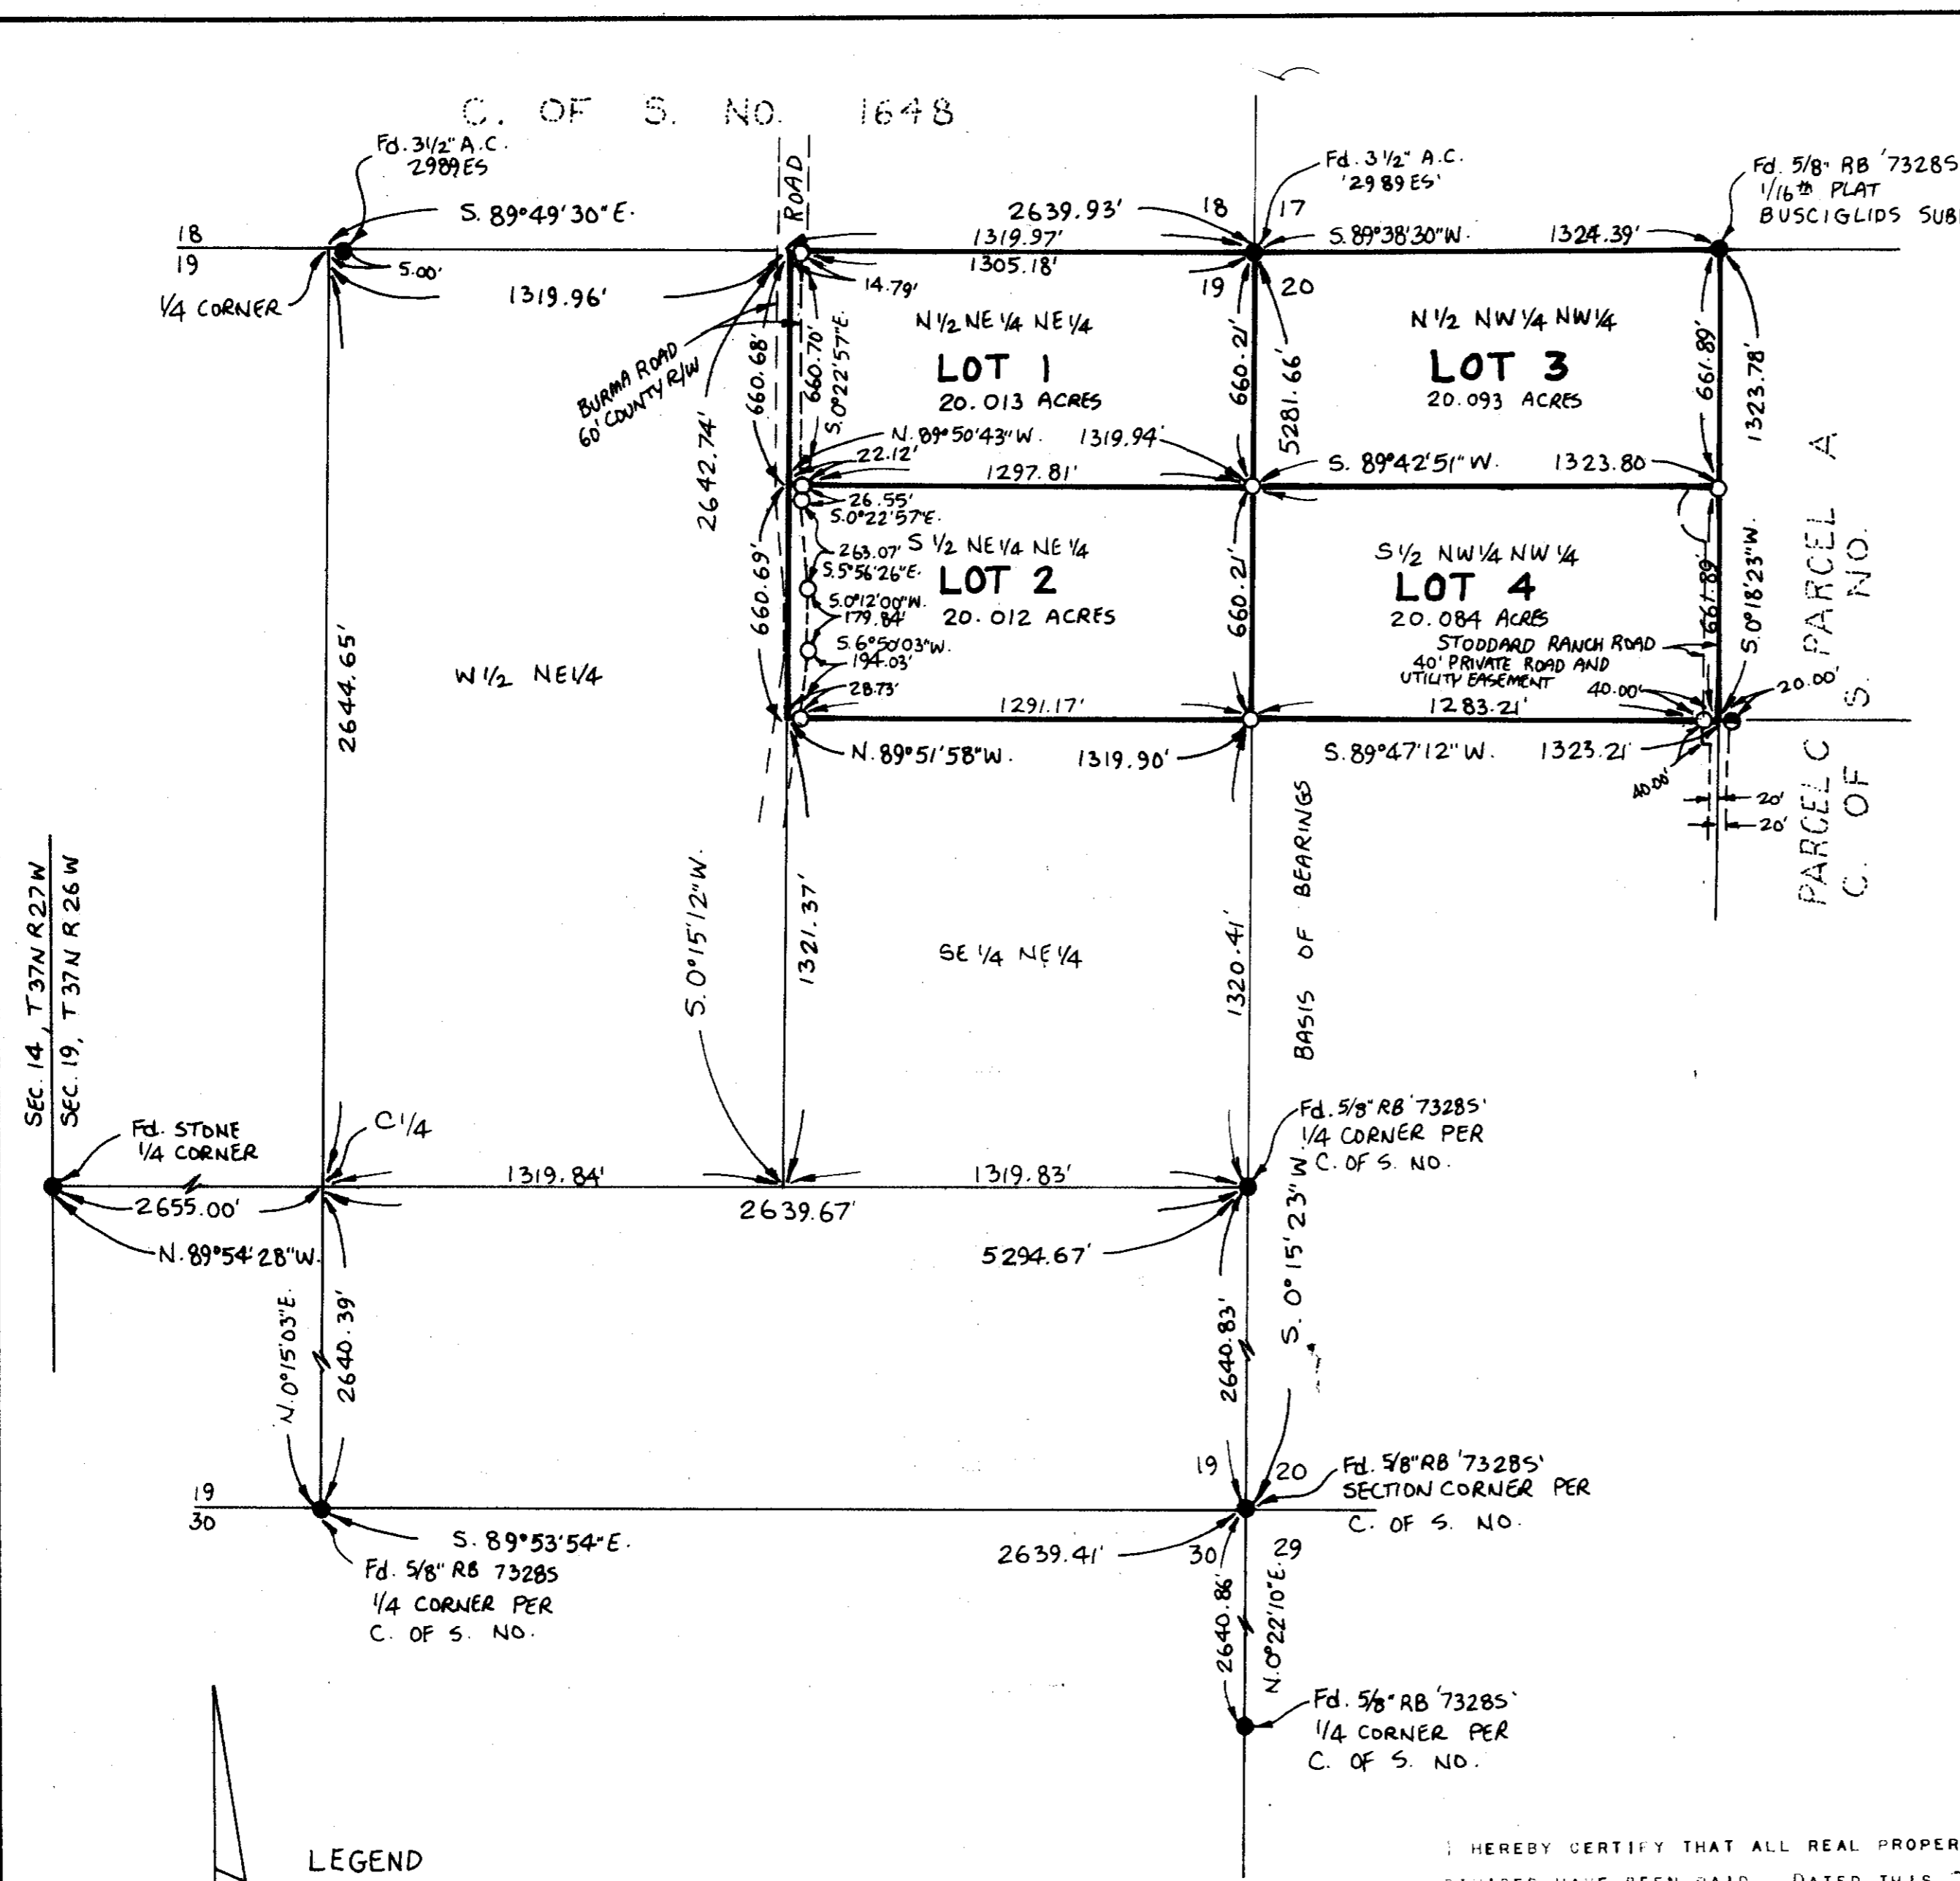 C. OF S. NO. 1648
Fd. 3 1/2" A.C.
2989ES
S. 89°49'30" E.
18
19
5.00'
1/4 CORNER
1319.96'
ROAD
2639.93'
1319.97'
1305.18'
14.79'
18 17
19 20
Fd. 3 1/2" A.C.
'2989ES'
S. 89°38'30" W. 1324.39'
Fd. 5/8" RB '7328S
1/16th PLAT
BUSCIGLIDS SUB
BURMA ROAD
60' COUNTY R/W
2642.74'
660.68'
660.70'
S.0°22'57"E.
N 1/2 NE 1/4 NE 1/4
LOT 1
20.013 ACRES
660.21'
5281.66'
N 1/2 NW 1/4 NW 1/4
LOT 3
20.093 ACRES
661.89'
1323.78'
N. 89°50'43" W. 1319.94'
22.12'
1297.81'
S. 89°42'51" W. 1323.80
26.55'
S.0°22'57"E.
263.07'
S.5°56'26"E.
S.0°12'00"W.
179.84'
S.6°50'03"W.
194.03'
28.73'
660.69'
S 1/2 NE 1/4 NE 1/4
LOT 2
20.012 ACRES
660.21'
S 1/2 NW 1/4 NW 1/4
LOT 4
20.084 ACRES
STODDARD RANCH ROAD
40' PRIVATE ROAD AND
UTILITY EASEMENT
40.00'
661.89'
S.0°18'23"W.
20.00'
1291.17'
1283.21'
N. 89°51'58" W. 1319.90'
S. 89°47'12" W. 1323.21'
40.00'
20'
20'
PARCEL A
PARCEL C
C. OF S. NO.
2644.65'
W 1/2 NE 1/4
S.0°15'12"W.
1321.37'
SE 1/4 NE 1/4
1320.41'
BASIS OF BEARINGS
S. 0°15'23" W.
SEC. 14, T37N R27W
SEC. 19, T37N R26W
Fd. STONE
1/4 CORNER
C 1/4
1319.84'
1319.83'
Fd. 5/8" RB '7328S'
1/4 CORNER PER
C. OF S. NO.
2655.00'
2639.67'
N. 89°54'28" W.
5294.67'
N.0°15'03"E.
2640.39'
2640.83'
19
30
19 20
Fd. 5/8" RB '7328S'
SECTION CORNER PER
C. OF S. NO.
S. 89°53'54" E.
Fd. 5/8" RB 7328S
1/4 CORNER PER
C. OF S. NO.
2639.41'
30 29
2640.86'
N.0°22'10"E.
Fd. 5/8" RB '7328S'
1/4 CORNER PER
C. OF S. NO.
LEGEND
I HEREBY CERTIFY THAT ALL REAL PROPER
HAVE BEEN PAID. DATED THIS